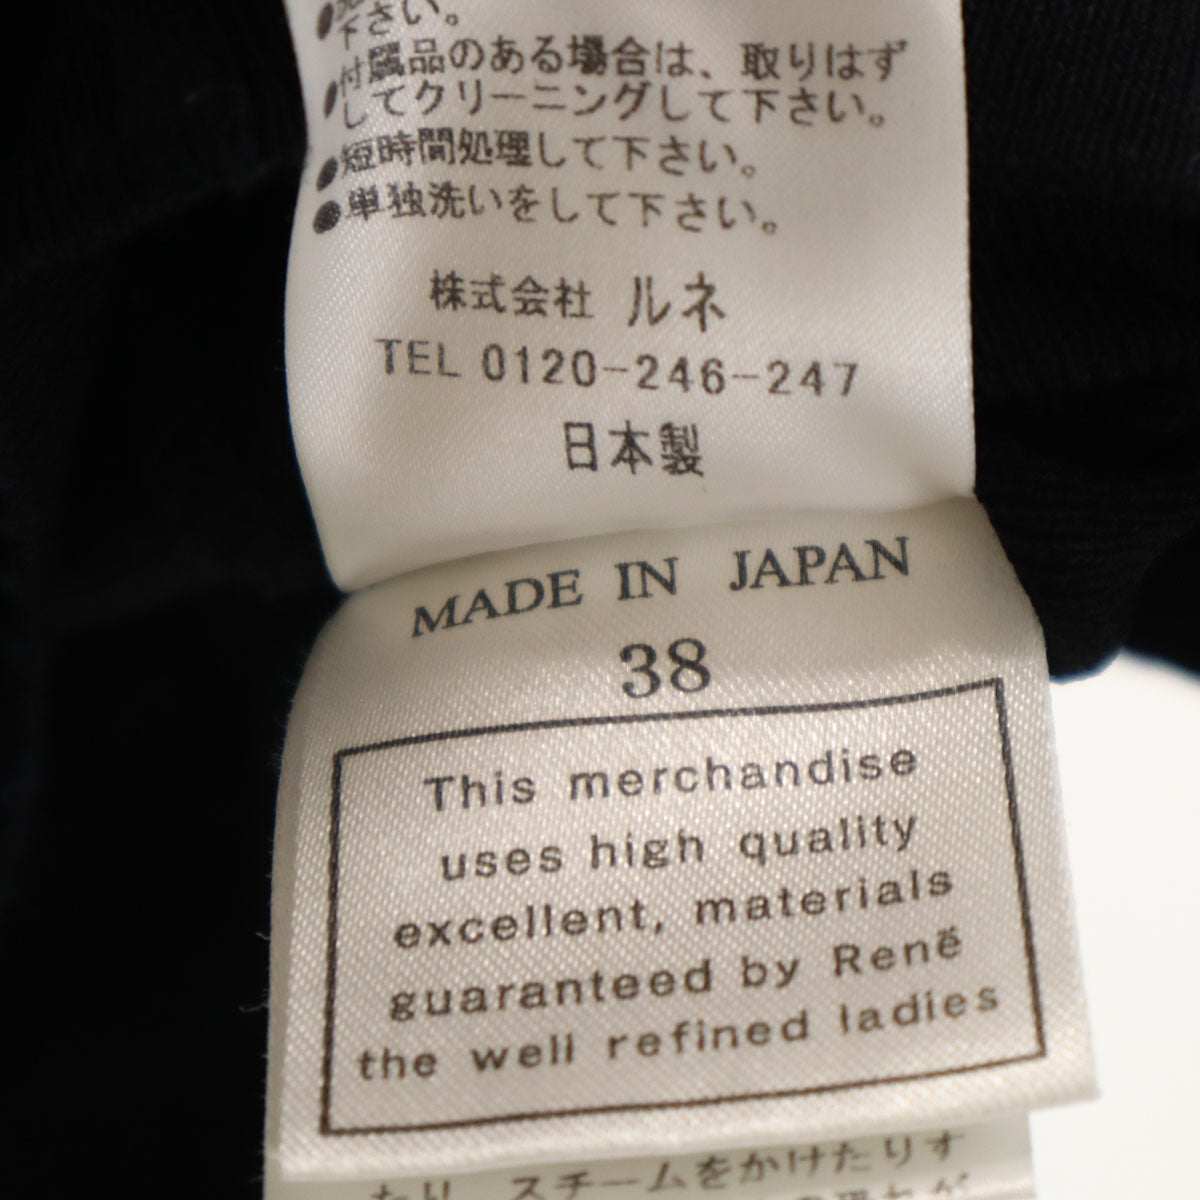 下さい。
●付属品のある場合は、取りはず
してクリーニングして下さい。
●短時間処理して下さい。
●単独洗いをして下さい。
株式会社 ルネ
TEL 0120-246-247
日本製
MADE IN JAPAN
38
This merchandise
uses high quality
excellent, materials
guaranteed by Renë
the well refined ladies
たり、スチームをかけたりす